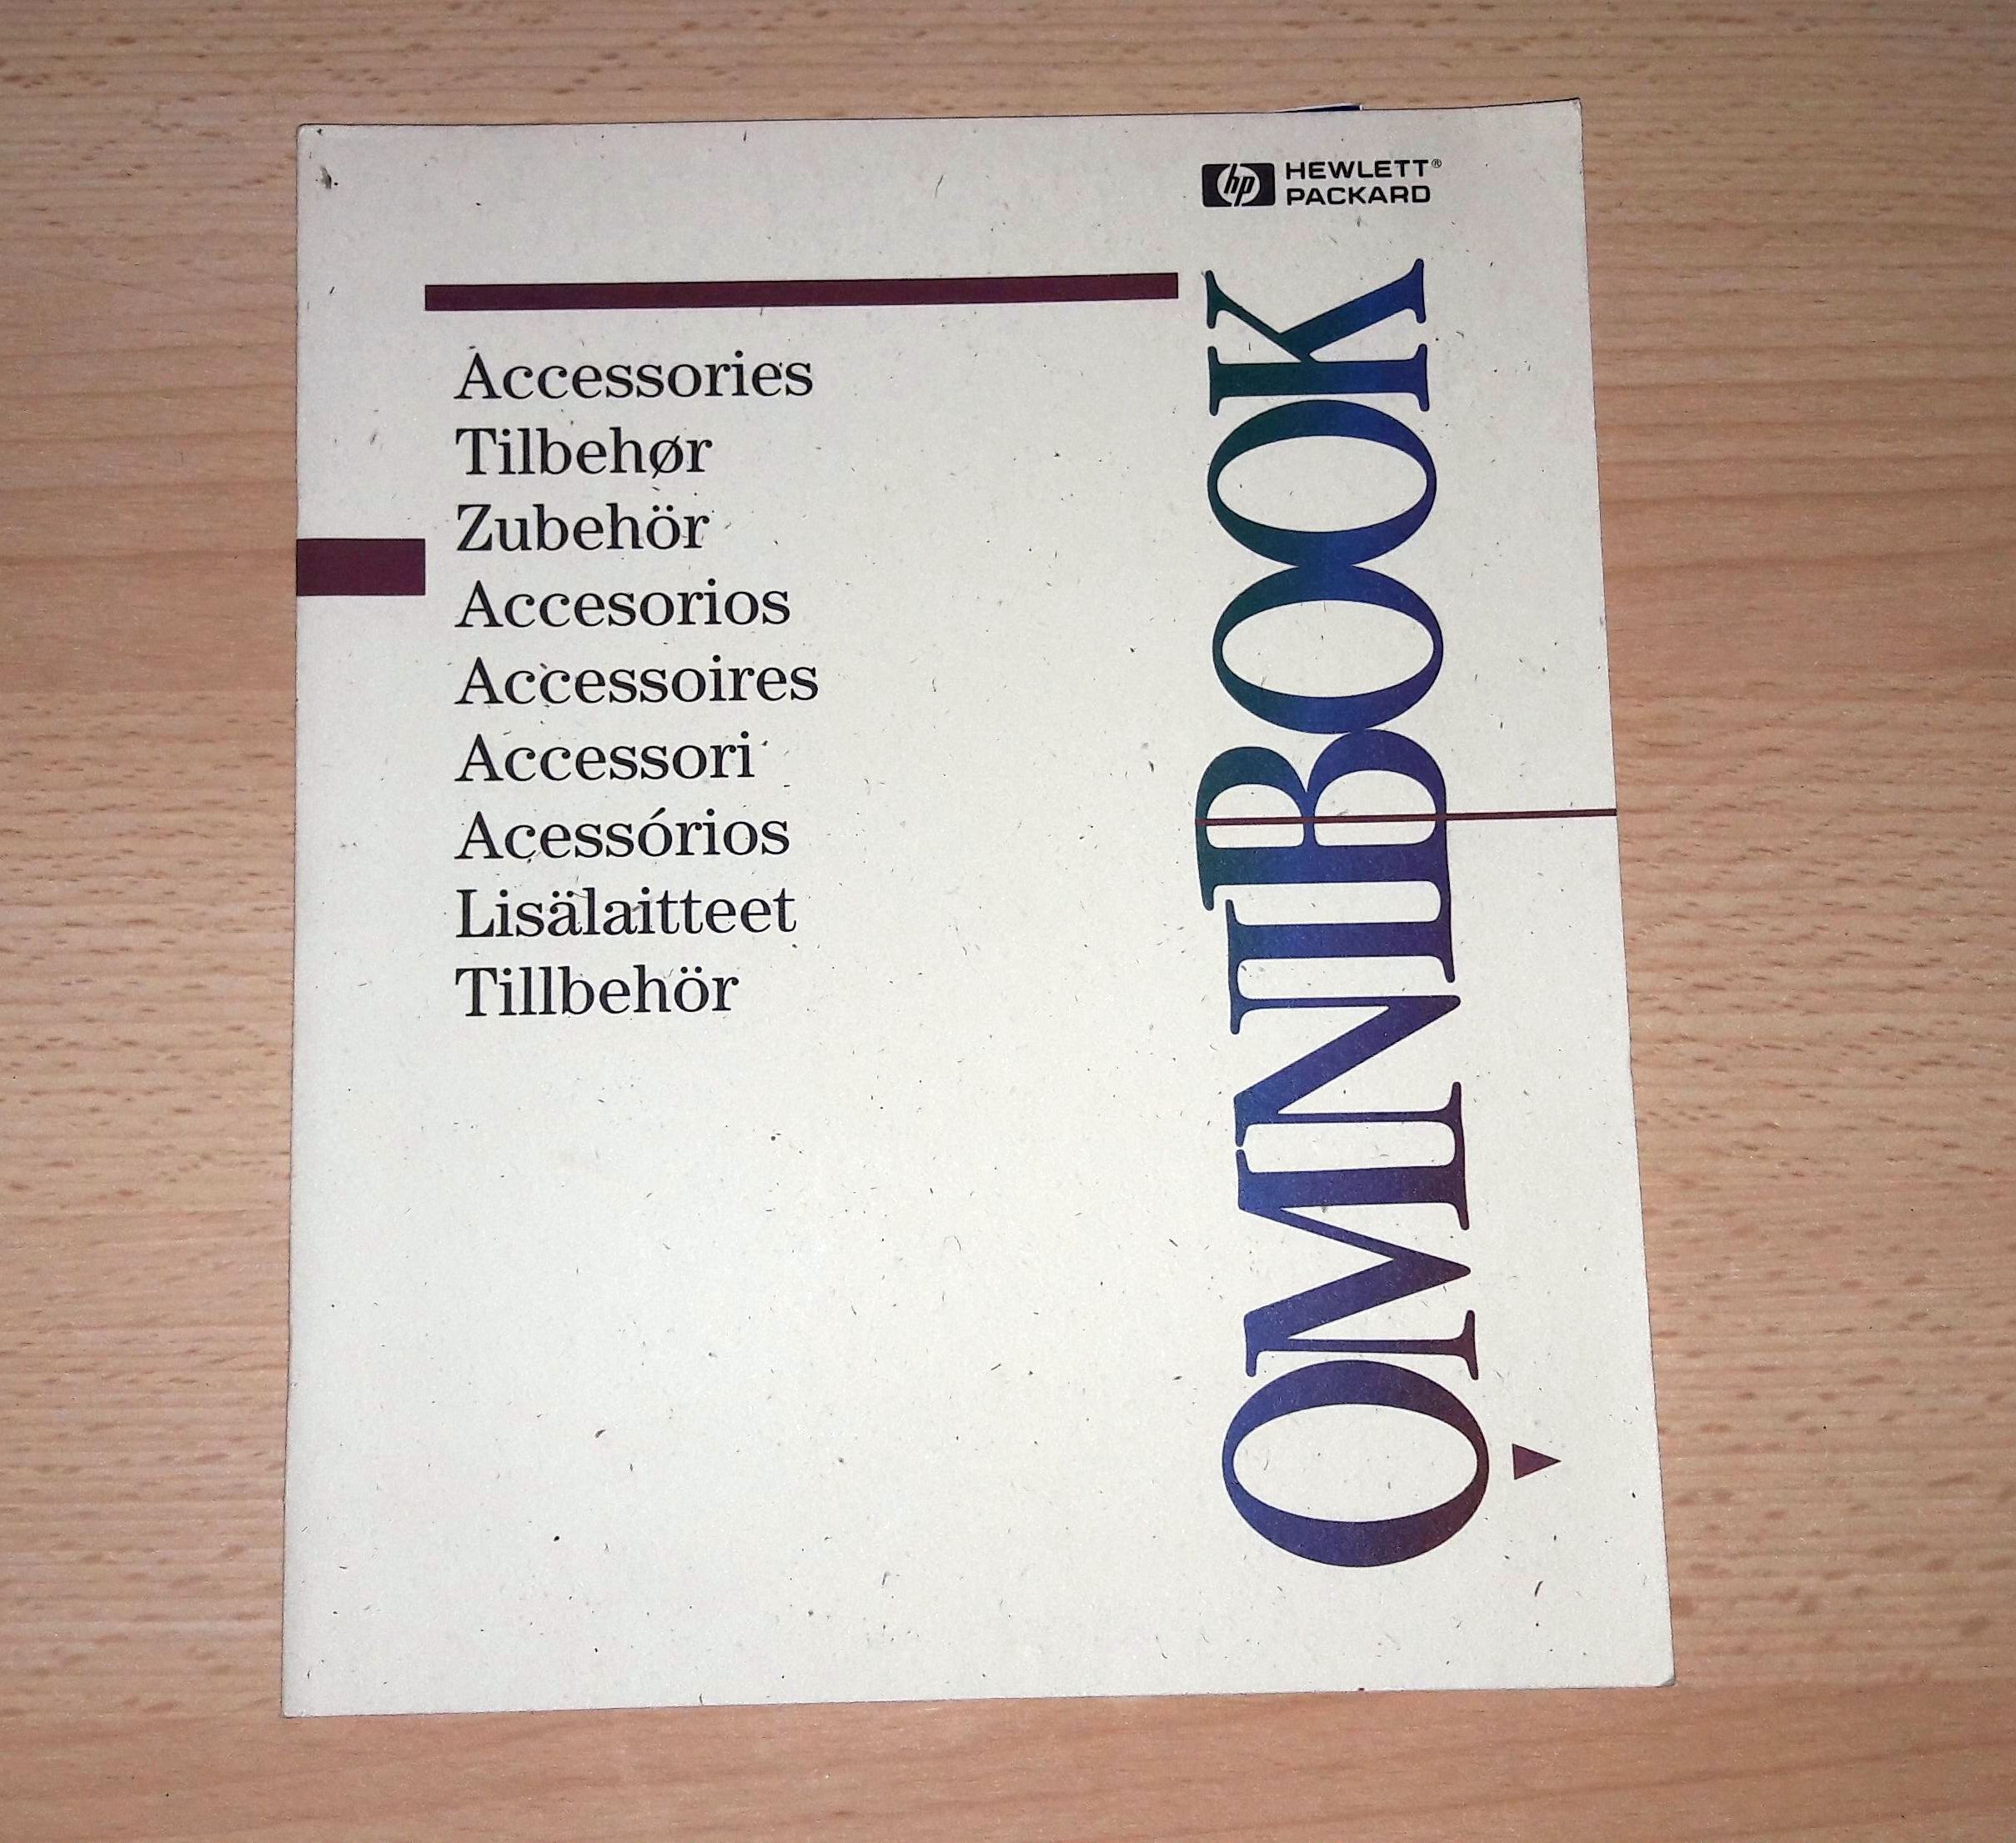 hp HEWLETT®
PACKARD
Accessories
Tilbehør
Zubehör
Accesorios
Accessoires
Accessori
Acessórios
Lisälaitteet
Tillbehör
OMNIBOOK